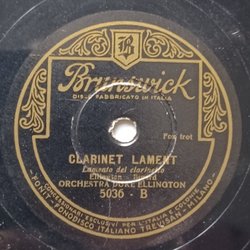 B
Brunswick
DISCO FABBRICATO IN ITALIA
Fox trot
CLARINET LAMENT
Lamento del clarinetto
Ellington - Bigard
ORCHESTRA DUKE ELLINGTON
5036 - B
CONCESSIONARI ESCLUSIVI PER L'ITALIA E COLONIE
FONIT - FONODISCO ITALIANO TREVISAN - MILANO -